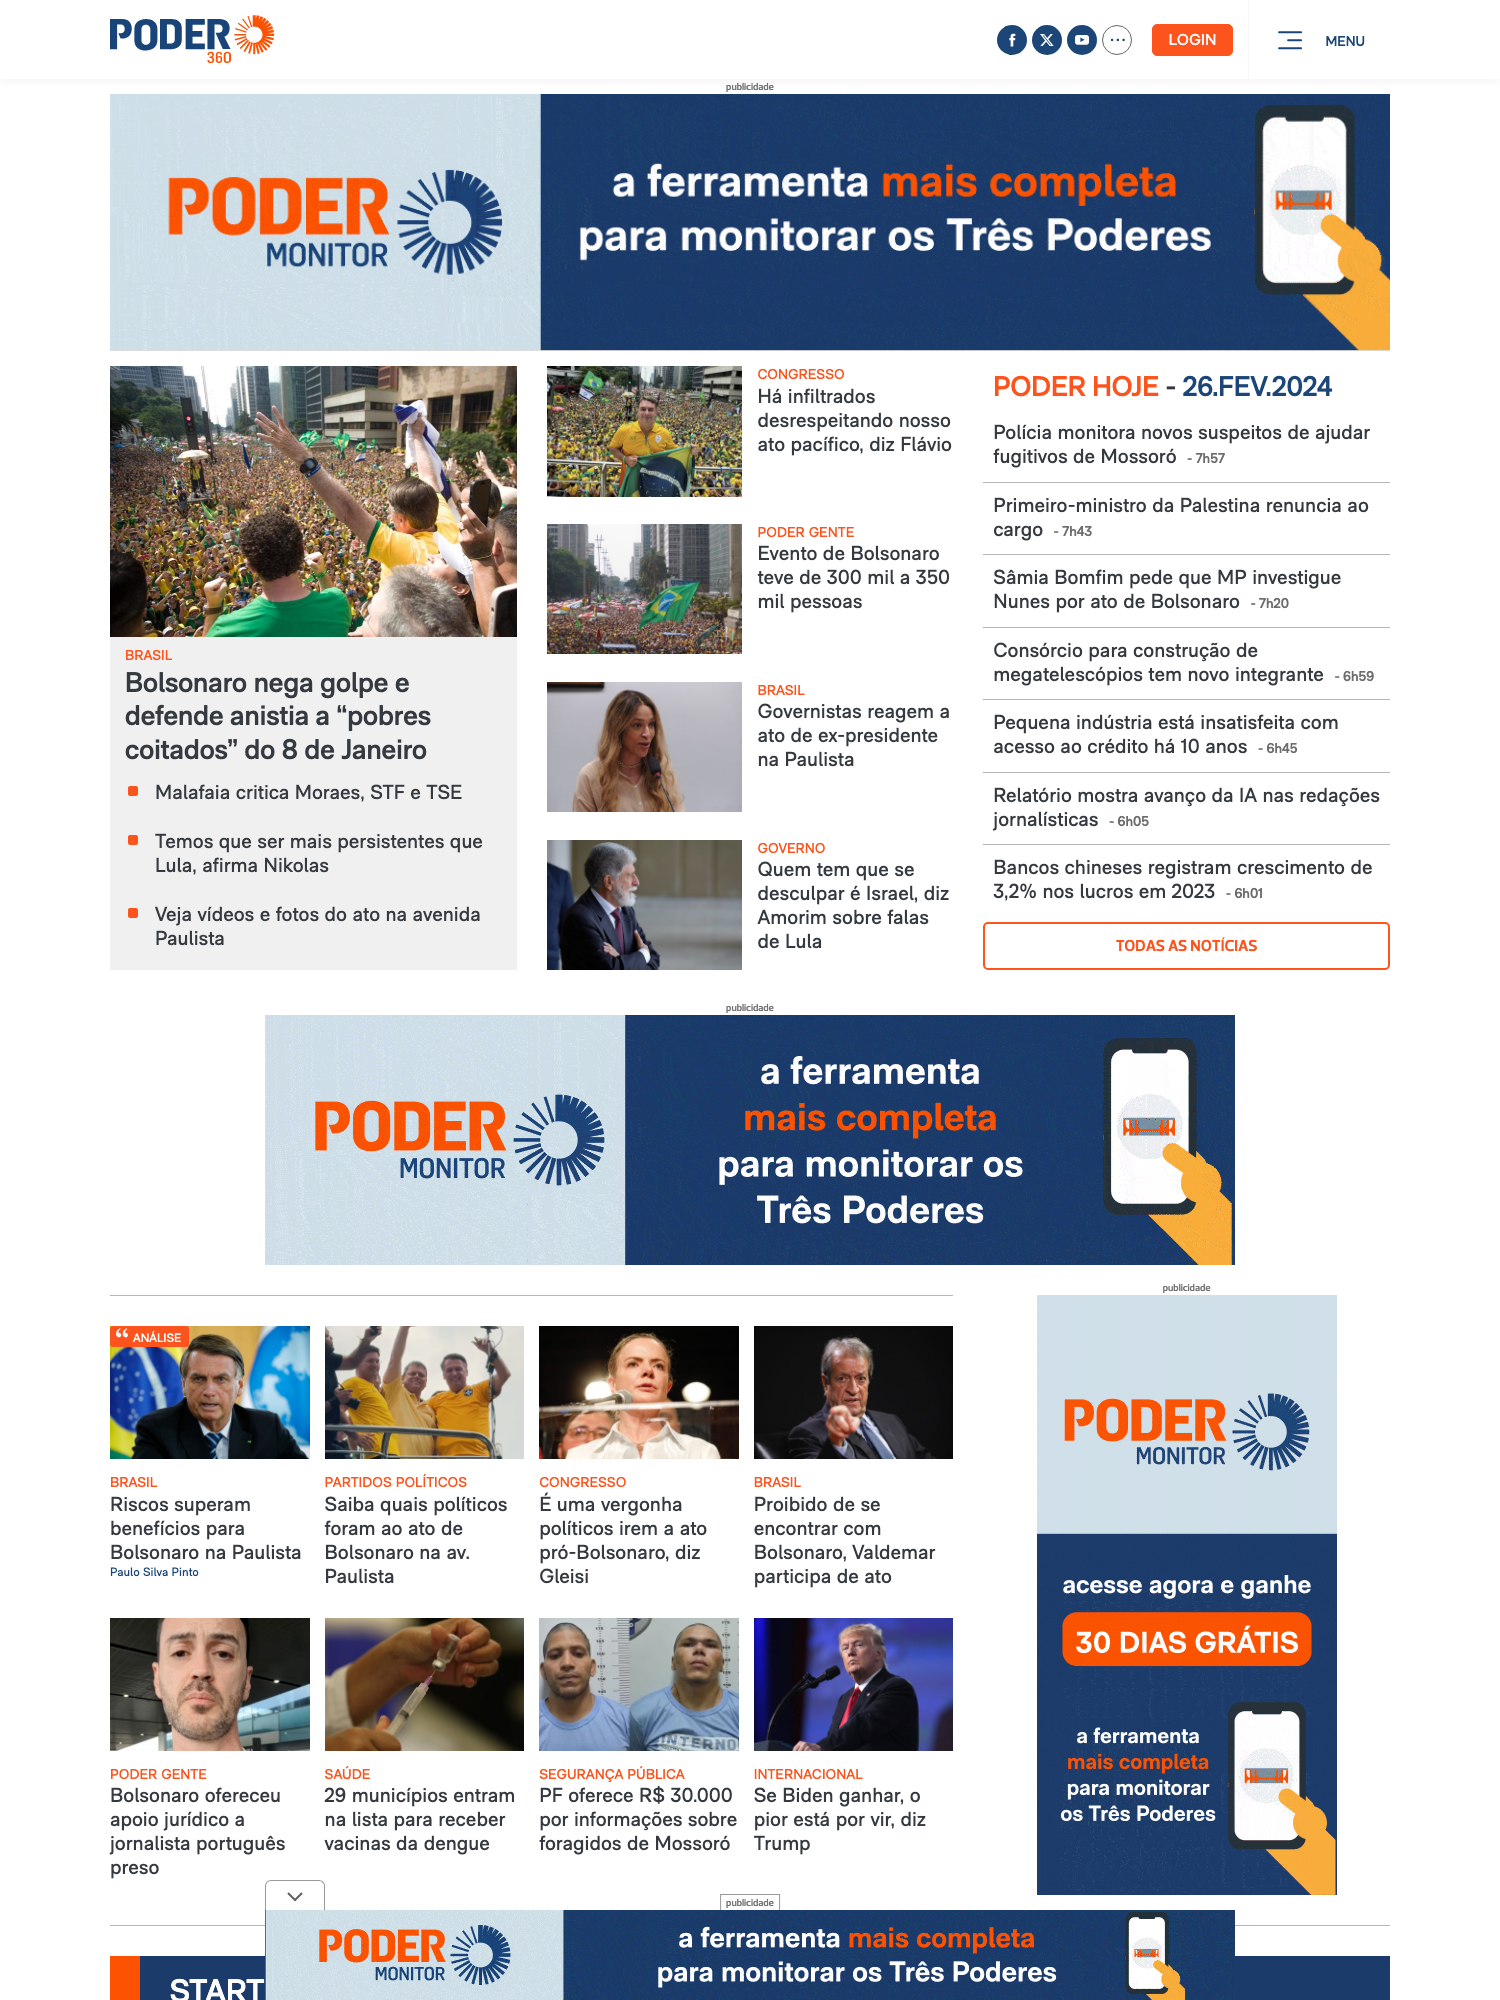 PODER
360
LOGIN
MENU
publicidade
PODER
MONITOR
a ferramenta mais completa
para monitorar os Três Poderes
BRASIL
Bolsonaro nega golpe e
defende anistia a “pobres
coitados” do 8 de Janeiro
Malafaia critica Moraes, STF e TSE
Temos que ser mais persistentes que
Lula, afirma Nikolas
Veja vídeos e fotos do ato na avenida
Paulista
CONGRESSO
Há infiltrados
desrespeitando nosso
ato pacífico, diz Flávio
PODER GENTE
Evento de Bolsonaro
teve de 300 mil a 350
mil pessoas
BRASIL
Governistas reagem a
ato de ex-presidente
na Paulista
GOVERNO
Quem tem que se
desculpar é Israel, diz
Amorim sobre falas
de Lula
PODER HOJE - 26.FEV.2024
Polícia monitora novos suspeitos de ajudar
fugitivos de Mossoró - 7h57
Primeiro-ministro da Palestina renuncia ao
cargo - 7h43
Sâmia Bomfim pede que MP investigue
Nunes por ato de Bolsonaro - 7h20
Consórcio para construção de
megatelescópios tem novo integrante - 6h59
Pequena indústria está insatisfeita com
acesso ao crédito há 10 anos - 6h45
Relatório mostra avanço da IA nas redações
jornalísticas - 6h05
Bancos chineses registram crescimento de
3,2% nos lucros em 2023 - 6h01
TODAS AS NOTÍCIAS
publicidade
PODER
MONITOR
a ferramenta
mais completa
para monitorar os
Três Poderes
“ ANÁLISE
BRASIL
Riscos superam
benefícios para
Bolsonaro na Paulista
Paulo Silva Pinto
PARTIDOS POLÍTICOS
Saiba quais políticos
foram ao ato de
Bolsonaro na av.
Paulista
CONGRESSO
É uma vergonha
políticos irem a ato
pró-Bolsonaro, diz
Gleisi
BRASIL
Proibido de se
encontrar com
Bolsonaro, Valdemar
participa de ato
PODER GENTE
Bolsonaro ofereceu
apoio jurídico a
jornalista português
preso
SAÚDE
29 municípios entram
na lista para receber
vacinas da dengue
INTERNO
SEGURANÇA PÚBLICA
PF oferece R$ 30.000
por informações sobre
foragidos de Mossoró
INTERNACIONAL
Se Biden ganhar, o
pior está por vir, diz
Trump
publicidade
PODER
MONITOR
acesse agora e ganhe
30 DIAS GRÁTIS
a ferramenta
mais completa
para monitorar
os Três Poderes
publicidade
START
PODER
MONITOR
a ferramenta mais completa
para monitorar os Três Poderes